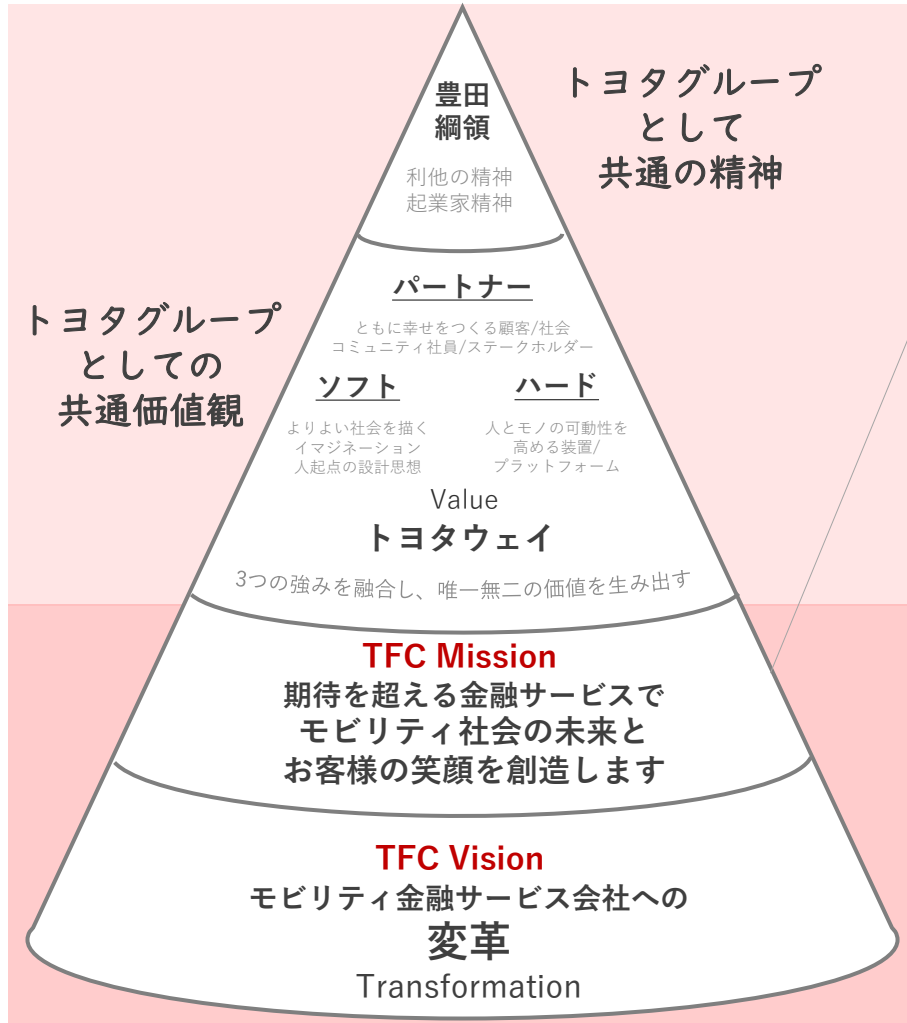 豊田
綱領
利他の精神
起業家精神
トヨタグループ
として
共通の精神
トヨタグループ
としての
共通価値観
パートナー
ともに幸せをつくる顧客/社会
コミュニティ社員/ステークホルダー
ソフト
よりよい社会を描く
イマジネーション
人起点の設計思想
ハード
人とモノの可動性を
高める装置/
プラットフォーム
Value
トヨタウェイ
3つの強みを融合し、唯一無二の価値を生み出す
TFC Mission
期待を超える金融サービスで
モビリティ社会の未来と
お客様の笑顔を創造します
TFC Vision
モビリティ金融サービス会社への
変革
Transformation